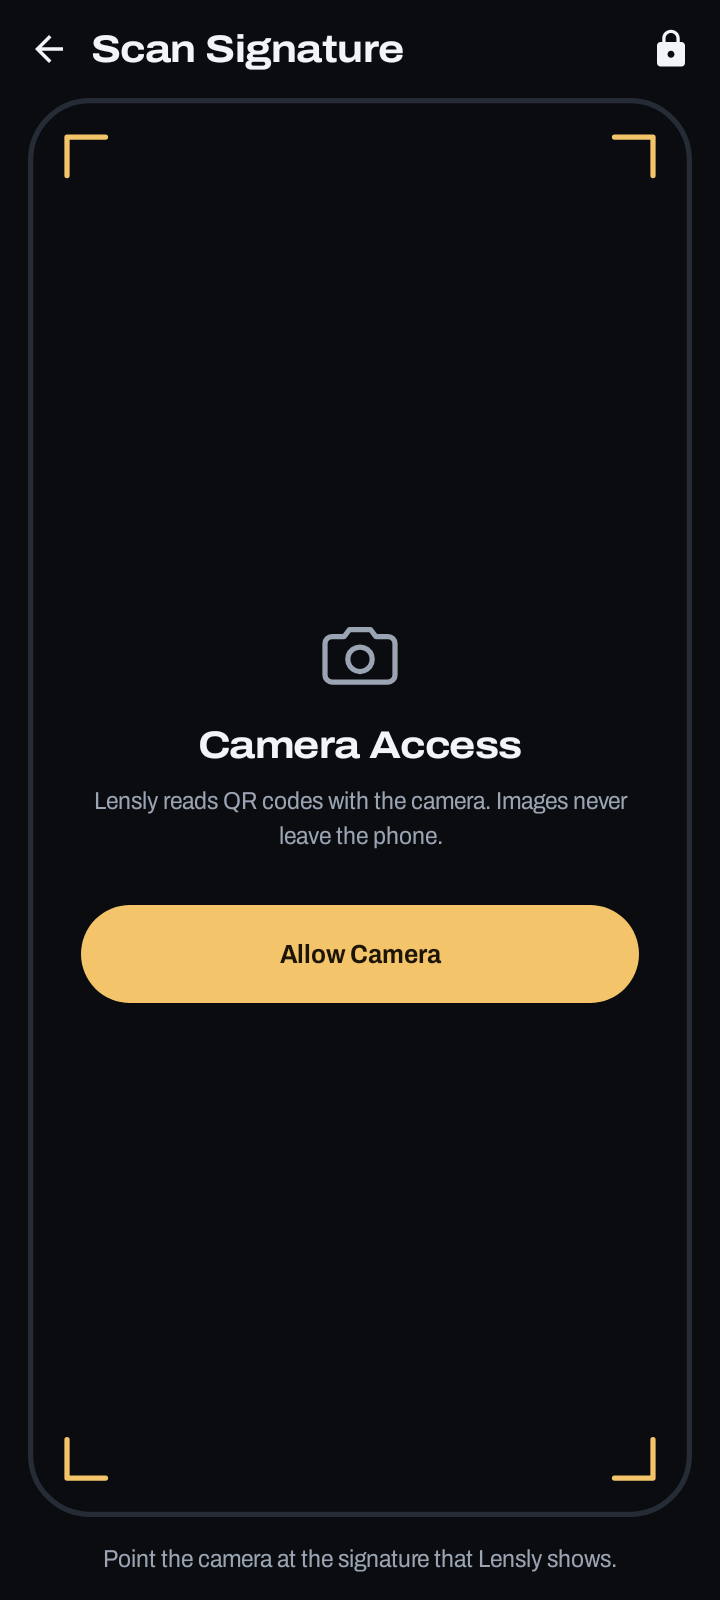 Scan Signature
Camera Access
Lensly reads QR codes with the camera. Images never
leave the phone.
Allow Camera
Point the camera at the signature that Lensly shows.